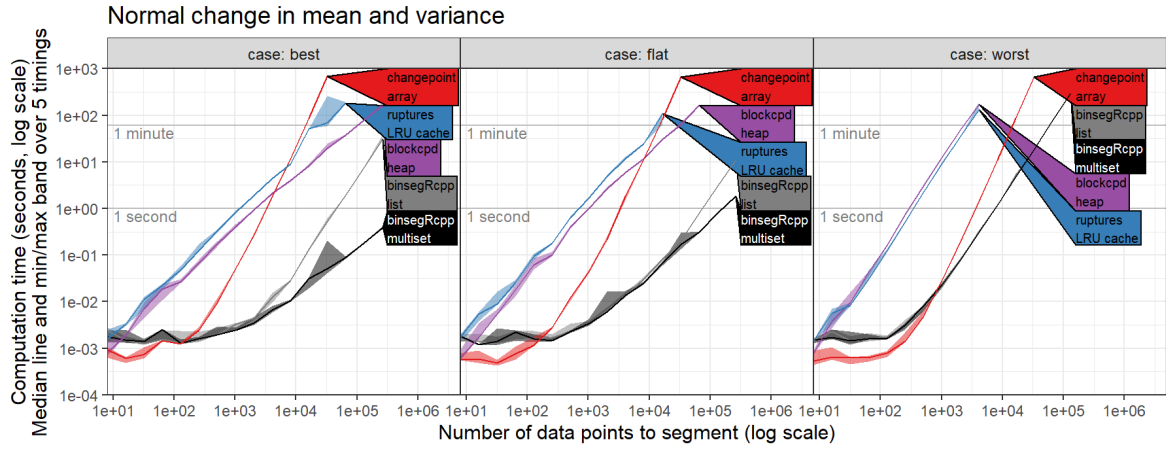 Normal change in mean and variance
Computation time (seconds, log scale)
Median line and min/max band over 5 timings
case: best
case: flat
case: worst
1e+03
1e+02
1e+01
1e+00
1e-01
1e-02
1e-03
1e-04
1 minute
1 second
changepoint
array
ruptures
LRU cache
blockcpd
heap
binsegRcpp
list
binsegRcpp
multiset
1 minute
1 second
changepoint
array
blockcpd
heap
ruptures
LRU cache
binsegRcpp
list
binsegRcpp
multiset
1 minute
1 second
changepoint
array
binsegRcpp
list
binsegRcpp
multiset
blockcpd
heap
ruptures
LRU cache
1e+01 1e+02 1e+03 1e+04 1e+05 1e+06
1e+01 1e+02 1e+03 1e+04 1e+05 1e+06
1e+01 1e+02 1e+03 1e+04 1e+05 1e+06
Number of data points to segment (log scale)